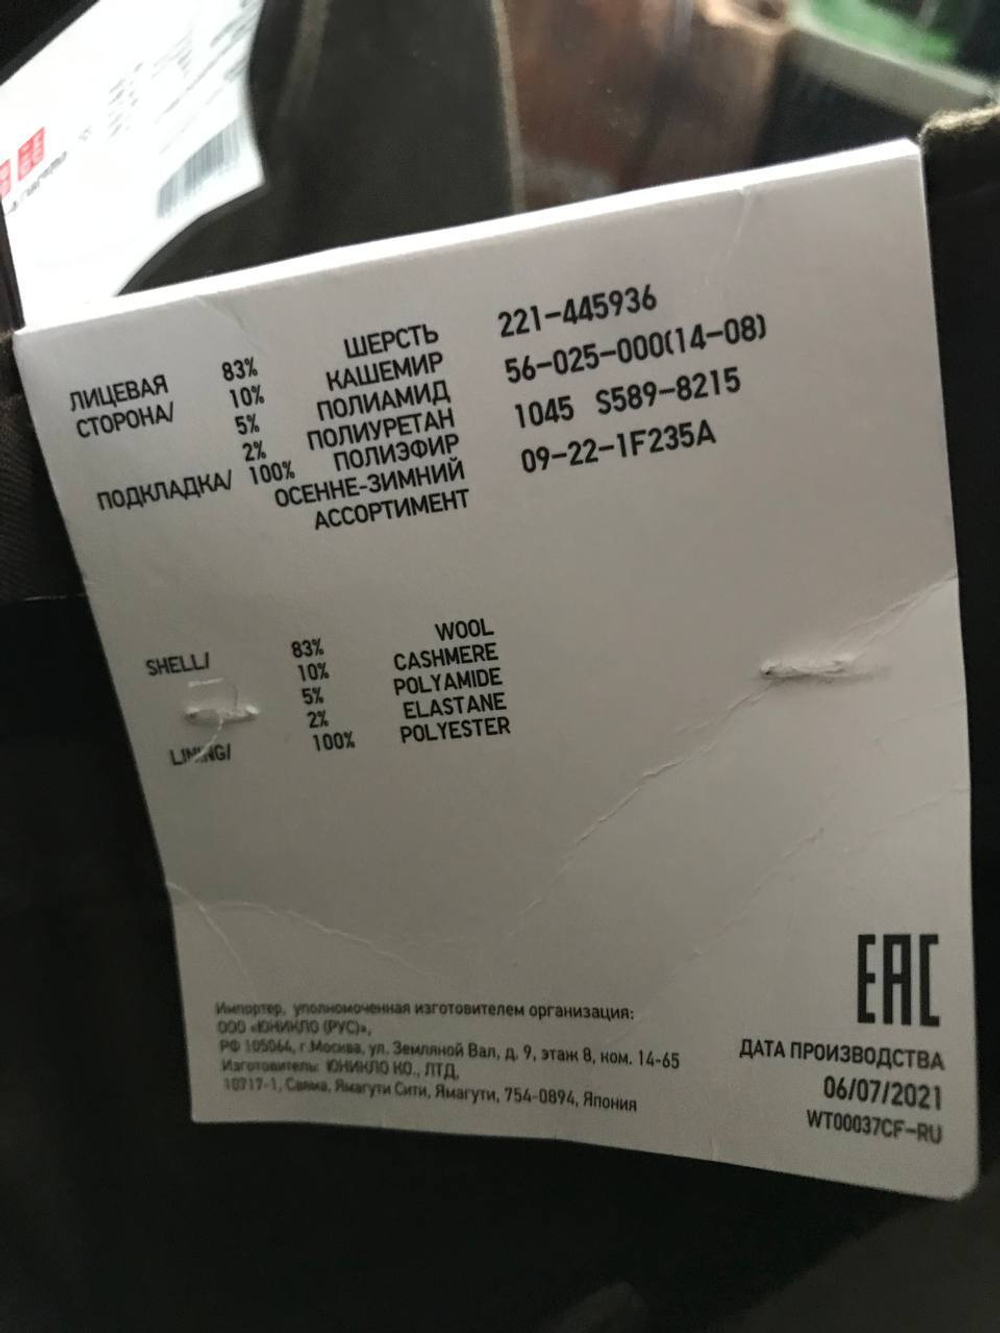 ЛИЦЕВАЯ СТОРОНА/ 83% ШЕРСТЬ
10% КАШЕМИР
5% ПОЛИАМИД
2% ПОЛИУРЕТАН
ПОДКЛАДКА/ 100% ПОЛИЭФИР
ОСЕННЕ-ЗИМНИЙ
АССОРТИМЕНТ
221-445936
56-025-000(14-08)
1045 S589-8215
09-22-1F235A
SHELL/ 83% WOOL
10% CASHMERE
5% POLYAMIDE
2% ELASTANE
LINING/ 100% POLYESTER
EAC
Импортер, уполномоченная изготовителем организация:
ООО «ЮНИКЛО (РУС)»,
РФ 105064, г.Москва, ул. Земляной Вал, д. 9, этаж 8, ком. 14-65
Изготовитель: ЮНИКЛО КО., ЛТД,
10717-1, Саяма, Ямагути Сити, Ямагути, 754-0894, Япония
ДАТА ПРОИЗВОДСТВА
06/07/2021
WT00037CF-RU